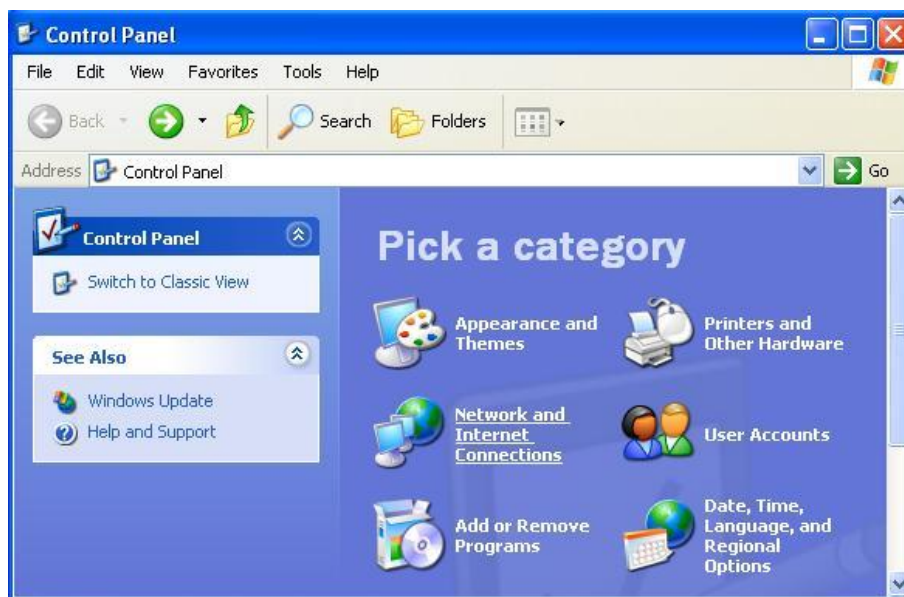 Control Panel
File Edit View Favorites Tools Help
Back Search Folders
Address Control Panel Go
Control Panel
Switch to Classic View
See Also
Windows Update
Help and Support
Pick a category
Appearance and
Themes
Printers and
Other Hardware
Network and
Internet
Connections
User Accounts
Add or Remove
Programs
Date, Time,
Language, and
Regional
Options